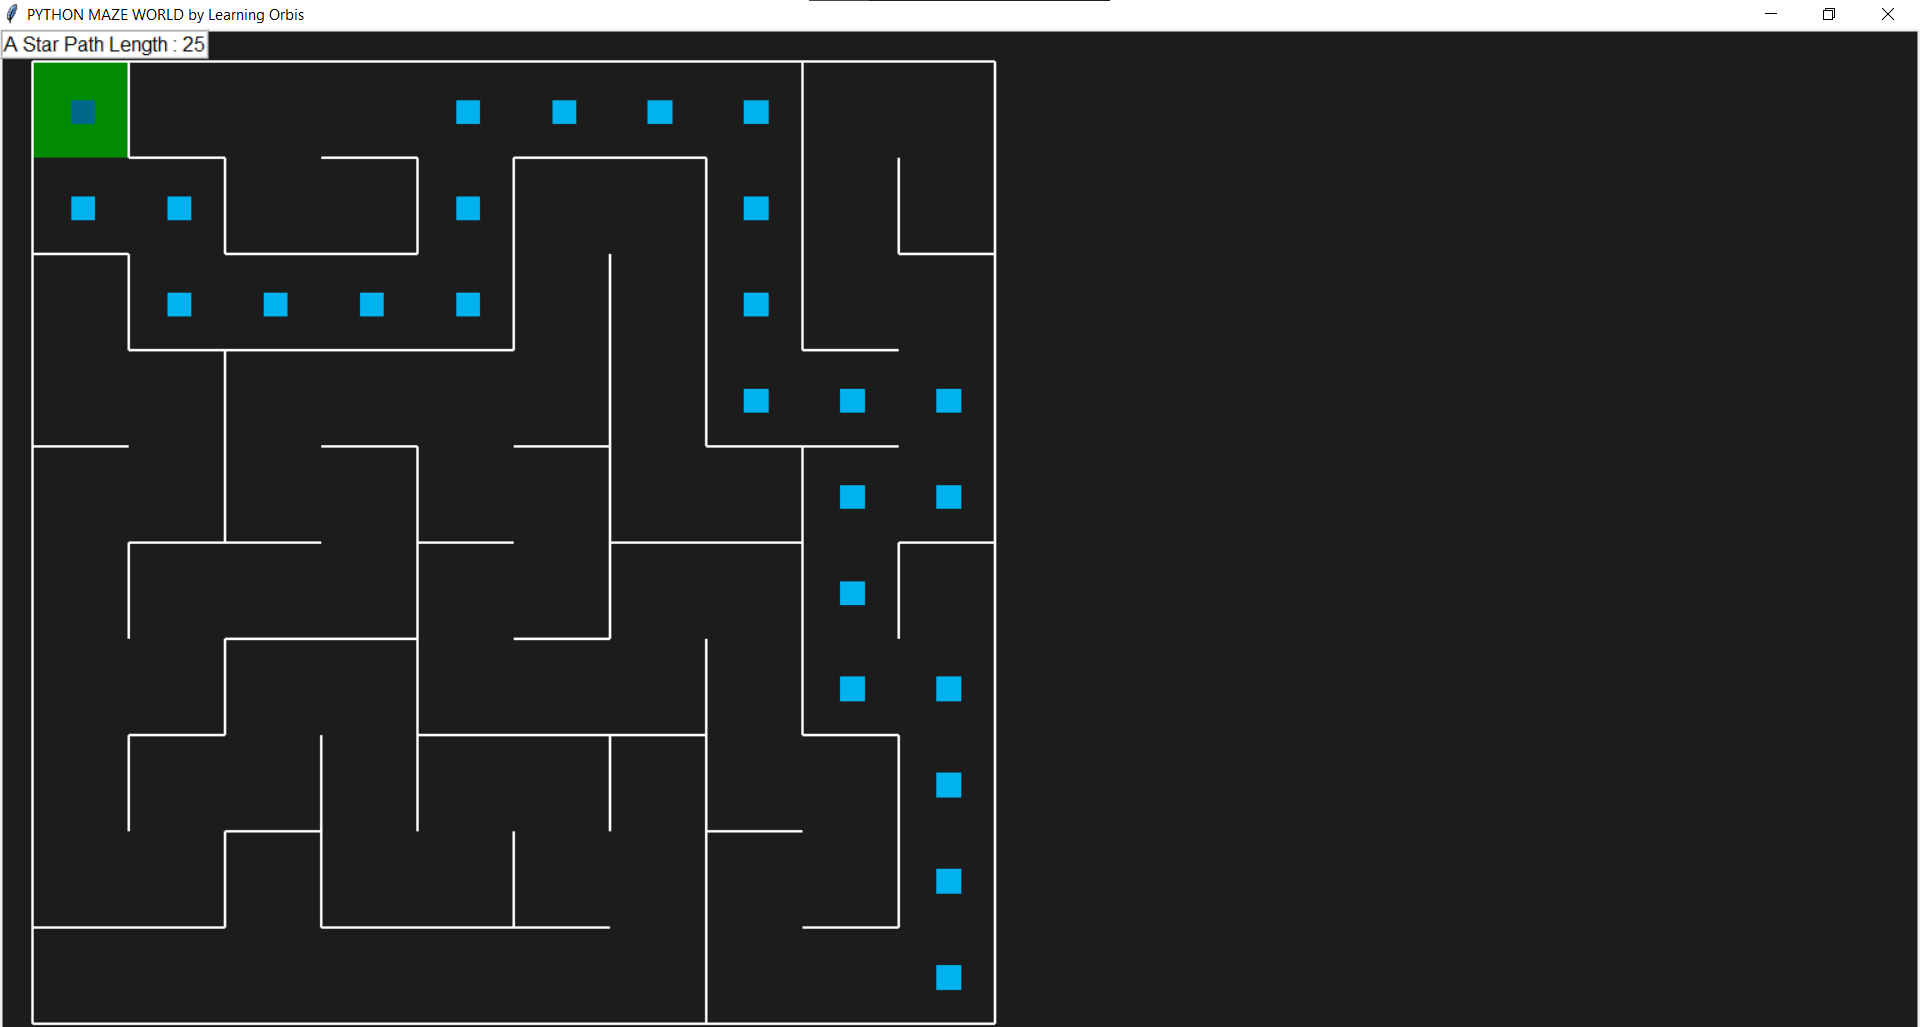 PYTHON MAZE WORLD by Learning Orbis
A Star Path Length : 25